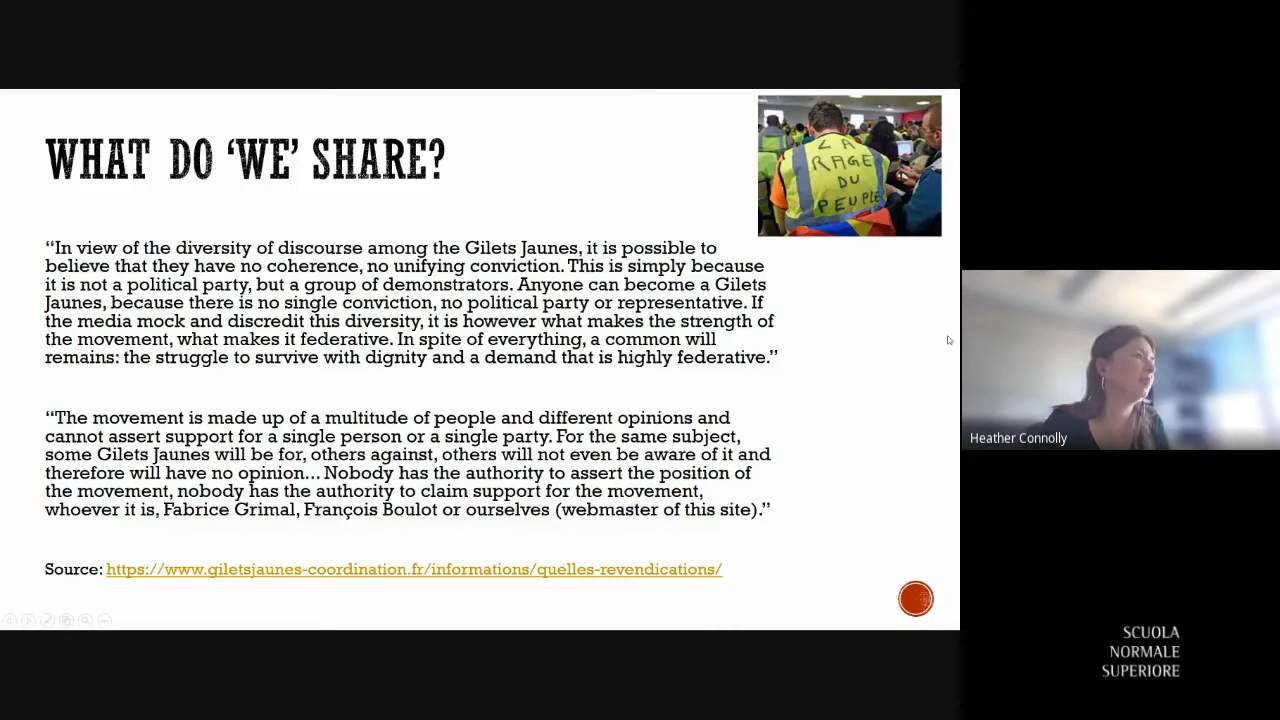 WHAT DO ‘WE’ SHARE?
LA
RAGE
DU
PEUPLE
“In view of the diversity of discourse among the Gilets Jaunes, it is possible to
believe that they have no coherence, no unifying conviction. This is simply because
it is not a political party, but a group of demonstrators. Anyone can become a Gilets
Jaunes, because there is no single conviction, no political party or representative. If
the media mock and discredit this diversity, it is however what makes the strength of
the movement, what makes it federative. In spite of everything, a common will
remains: the struggle to survive with dignity and a demand that is highly federative.”
“The movement is made up of a multitude of people and different opinions and
cannot assert support for a single person or a single party. For the same subject,
some Gilets Jaunes will be for, others against, others will not even be aware of it and
therefore will have no opinion... Nobody has the authority to assert the position of
the movement, nobody has the authority to claim support for the movement,
whoever it is, Fabrice Grimal, François Boulot or ourselves (webmaster of this site).”
Source: https://www.giletsjaunes-coordination.fr/informations/quelles-revendications/
Heather Connolly
SCUOLA
NORMALE
SUPERIORE